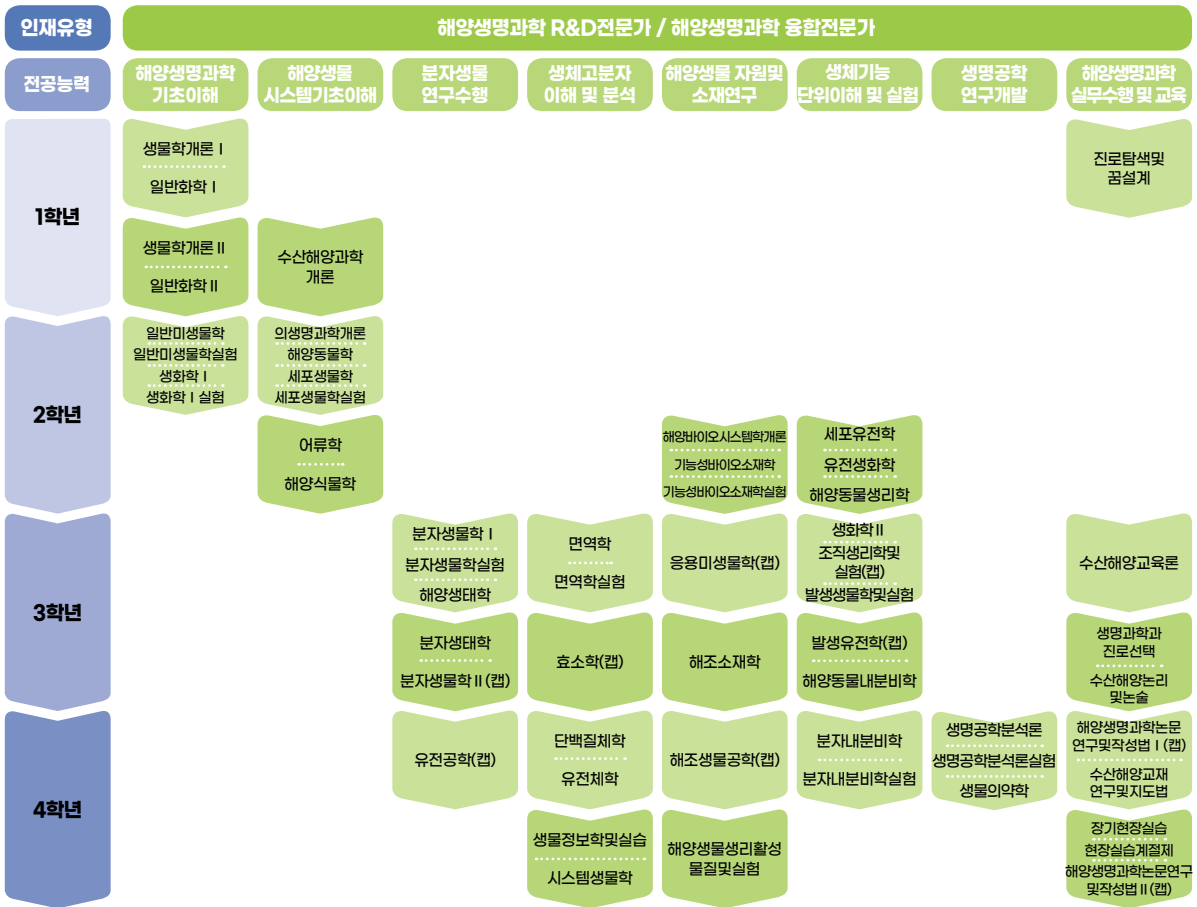 인재유형
해양생명과학 R&D전문가 / 해양생명과학 융합전문가
전공능력
해양생명과학
기초이해
해양생물
시스템기초이해
분자생물
연구수행
생체고분자
이해 및 분석
해양생물 자원및
소재연구
생체기능
단위이해 및 실험
생명공학
연구개발
해양생명과학
실무수행 및 교육
1학년
생물학개론 Ⅰ
일반화학 Ⅰ
진로탐색및
꿈설계
생물학개론 Ⅱ
일반화학 Ⅱ
수산해양과학
개론
2학년
일반미생물학
일반미생물학실험
생화학 Ⅰ
생화학 Ⅰ 실험
의생명과학개론
해양동물학
세포생물학
세포생물학실험
어류학
해양식물학
해양바이오시스템학개론
기능성바이오소재학
기능성바이오소재학실험
세포유전학
유전생화학
해양동물생리학
3학년
분자생물학 Ⅰ
분자생물학실험
해양생태학
면역학
면역학실험
응용미생물학(캡)
생화학 Ⅱ
조직생리학및
실험(캡)
발생생물학및실험
수산해양교육론
분자생태학
분자생물학 Ⅱ (캡)
효소학(캡)
해조소재학
발생유전학(캡)
해양동물내분비학
생명과학과
진로선택
수산해양논리
및논술
4학년
유전공학(캡)
단백질체학
유전체학
해조생물공학(캡)
분자내분비학
분자내분비학실험
생명공학분석론
생명공학분석론실험
생물의약학
해양생명과학논문
연구및작성법 Ⅰ (캡)
수산해양교재
연구및지도법
생물정보학및실습
시스템생물학
해양생물생리활성
물질및실험
장기현장실습
현장실습계절제
해양생명과학논문연구
및작성법 Ⅱ (캡)